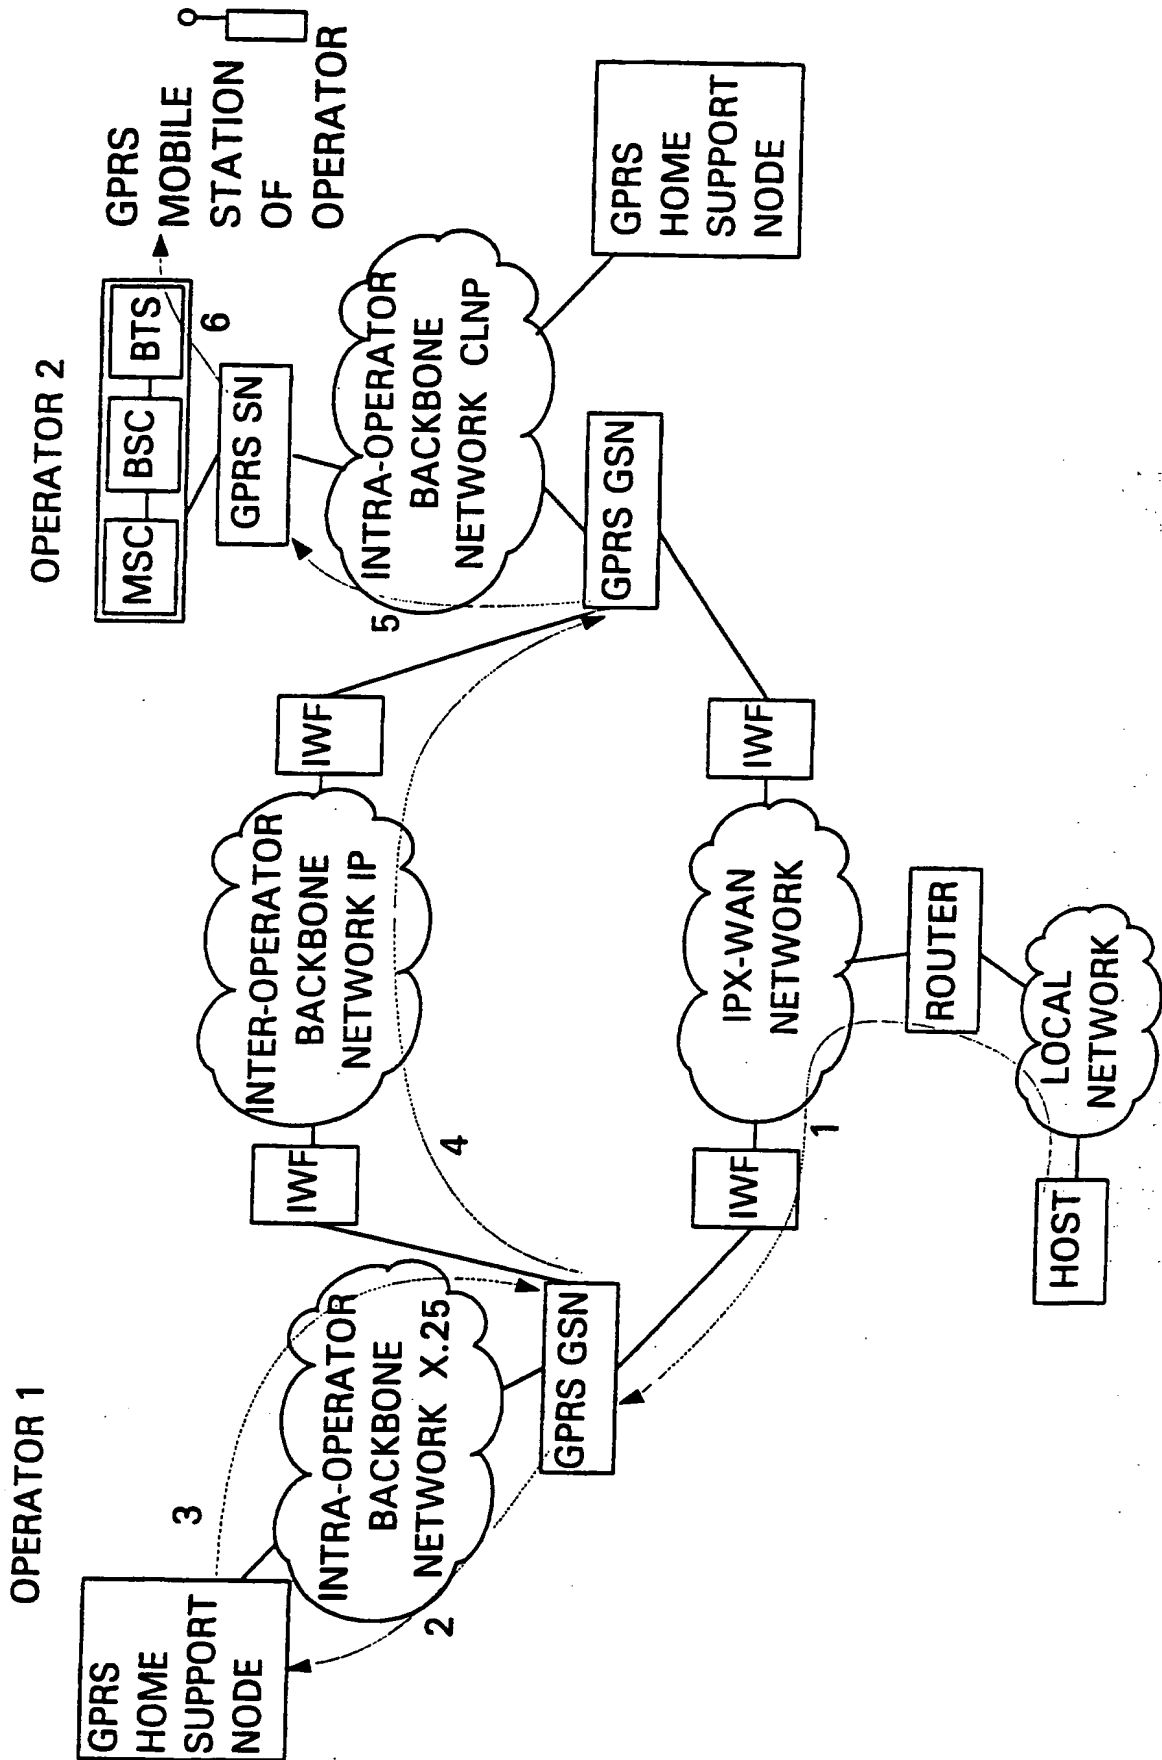 OPERATOR 1
OPERATOR 2
GPRS
HOME
SUPPORT
NODE
3
2
INTRA-OPERATOR
BACKBONE
NETWORK X.25
GPRS GSN
IWF
INTER-OPERATOR
BACKBONE
NETWORK IP
IWF
4
MSC
BSC
BTS
6
GPRS
MOBILE
STATION
OF
OPERATOR
GPRS SN
5
INTRA-OPERATOR
BACKBONE
NETWORK CLNP
GPRS GSN
GPRS
HOME
SUPPORT
NODE
IWF
IPX-WAN
NETWORK
IWF
1
ROUTER
LOCAL
NETWORK
HOST